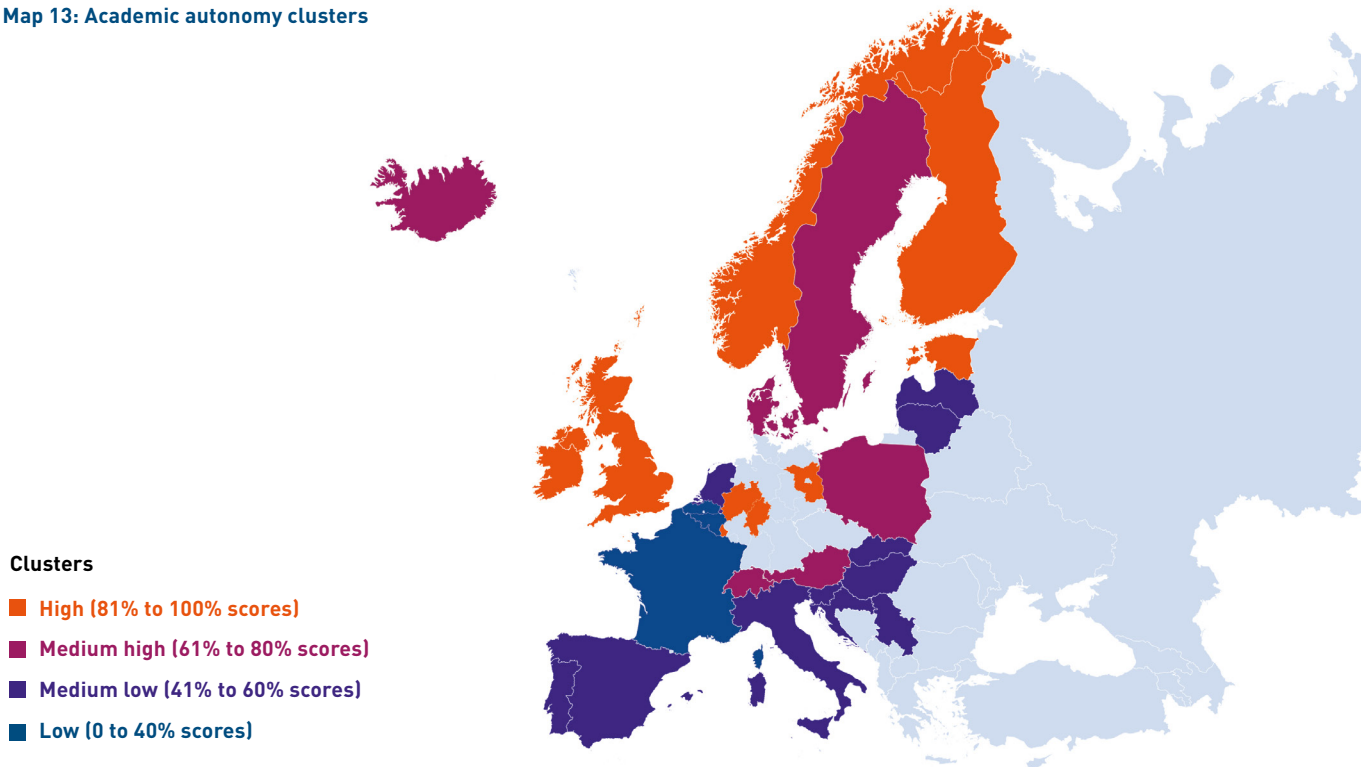 Map 13: Academic autonomy clusters
Clusters
High (81% to 100% scores)
Medium high (61% to 80% scores)
Medium low (41% to 60% scores)
Low (0 to 40% scores)